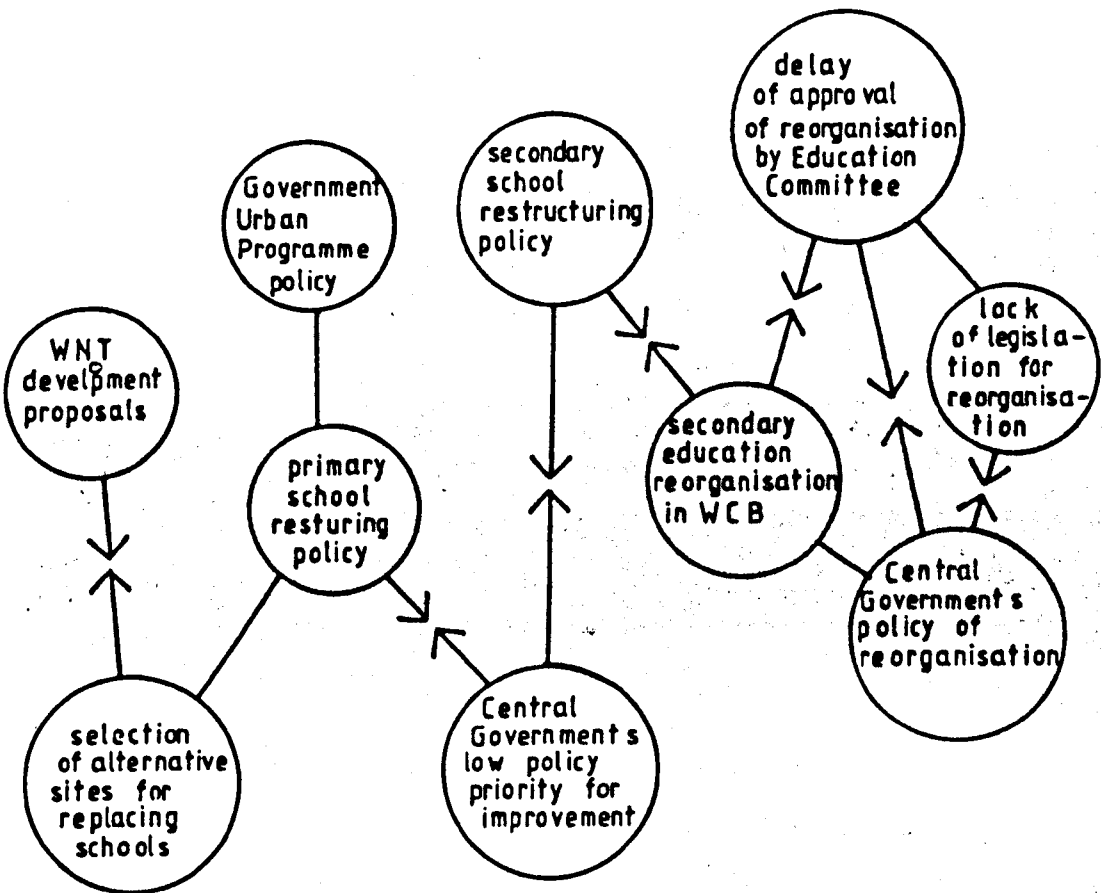 delay
of approval
of reorganisation
by Education
Committee
secondary
school
restructuring
policy
Government
Urban
Programme
policy
lack
of legisla-
tion for
reorganisa-
tion
WNT
develpment
proposals
secondary
education
reorganisation
in WCB
primary
school
resturing
policy
Central
Governments
policy of
reorganisation
Central
Governments
low policy
priority for
improvement
selection
of alternative
sites for
replacing
schools